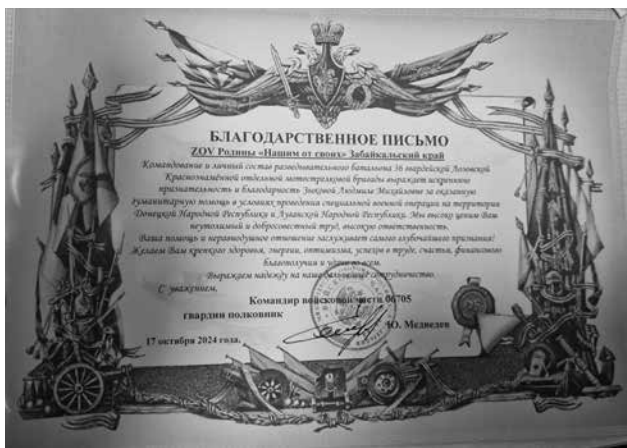 БЛАГОДАРСТВЕННОЕ ПИСЬМО
ZOV Родины «Нашим от своих» Забайкальский край
Командование и личный состав разведывательного батальона 36 гвардейской Лозовской
Краснознамённой отдельной мотострелковой бригады выражает искреннюю
признательность и благодарность Людмиле Михайловне за оказанную
гуманитарную помощь в условиях проведения специальной военной операции на территории
Донецкой Народной Республики и Луганской Народной Республики. Мы высоко ценим Ваш
неутомимый и добросовестный труд, высокую ответственность.
Ваша помощь и неравнодушное отношение заслуживает самого глубочайшего признания!
Желаем Вам крепкого здоровья, энергии, оптимизма, успехов в труде, счастья, финансового
благополучия и удачи во всем.
Выражаем надежду на наше дальнейшее сотрудничество.
С уважением,
Командир войсковой части 06705
гвардии полковник
Ю. Медведев
17 октября 2024 года.